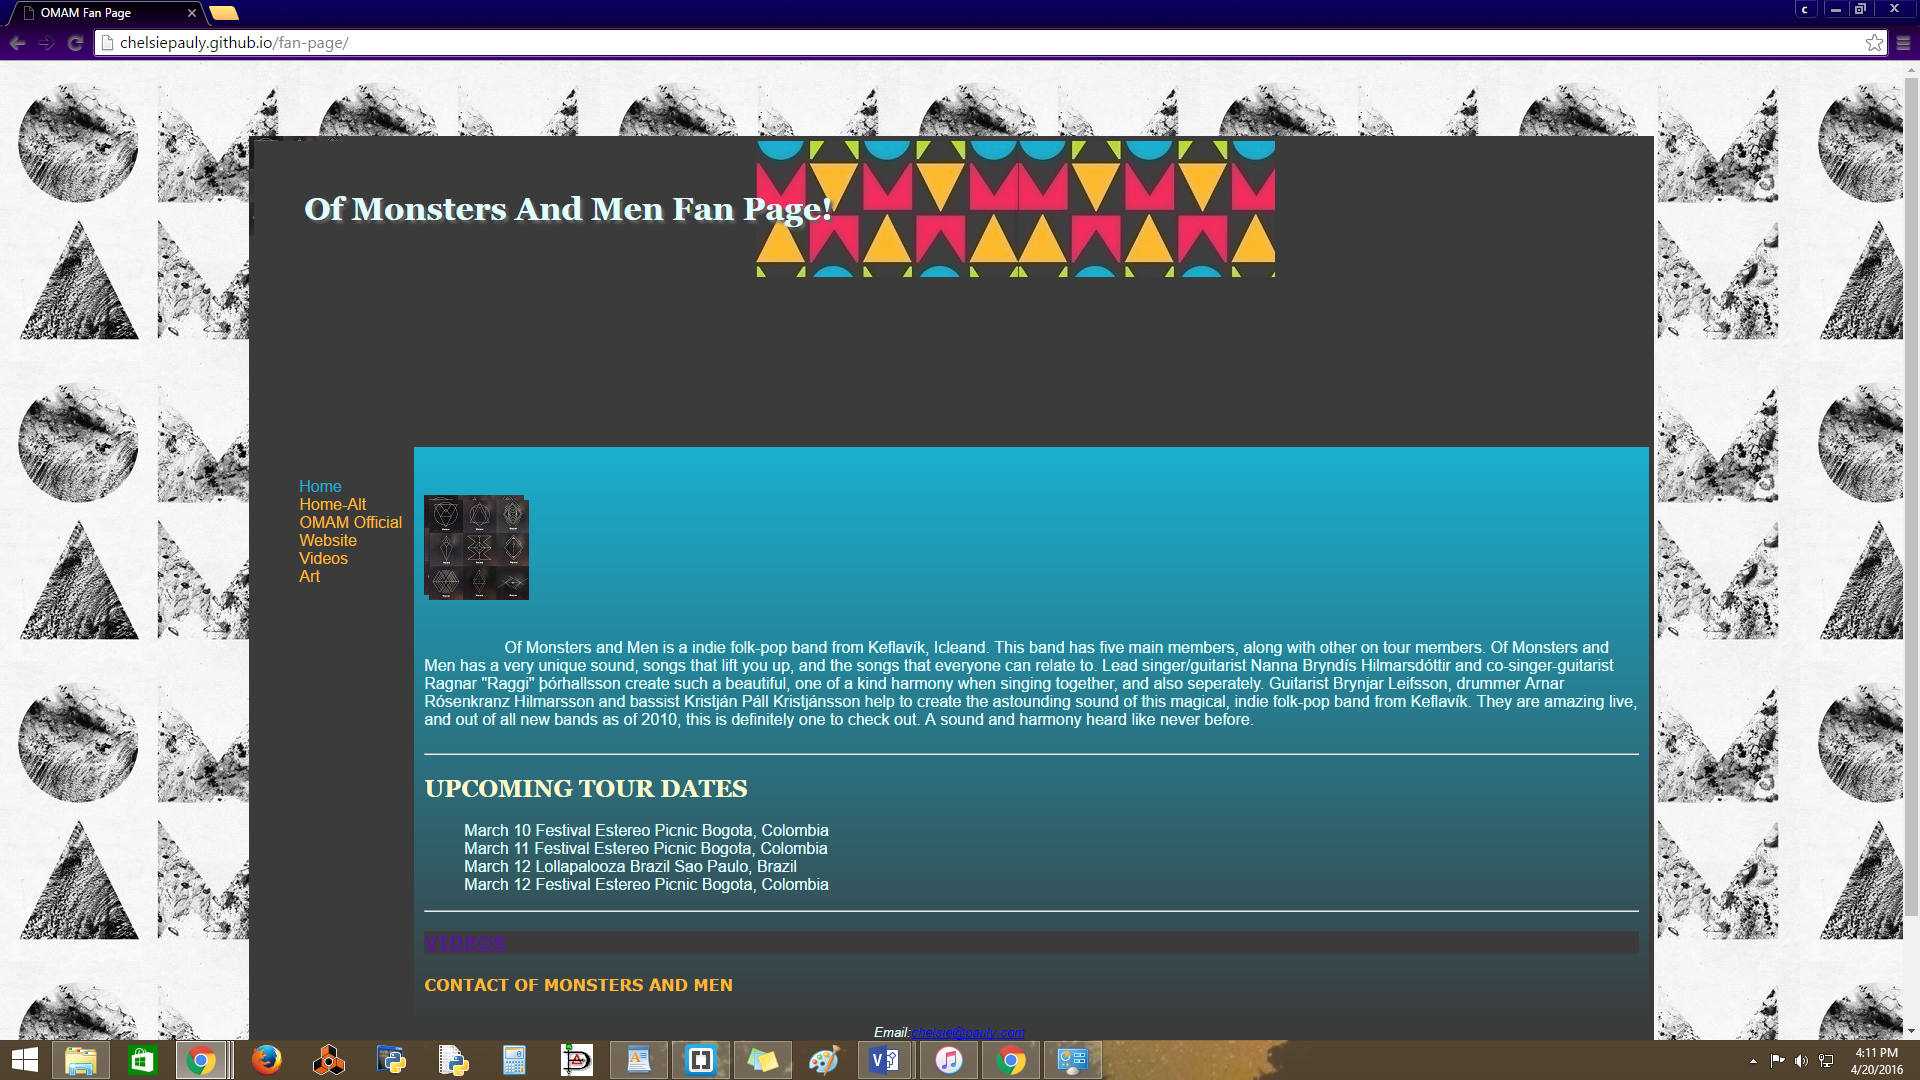 OMAM Fan Page
c
chelsiepauly.github.io/fan-page/
Of Monsters And Men Fan Page!
Home
Home-Alt
OMAM Official
Website
Videos
Art
Of Monsters and Men is a indie folk-pop band from Keflavík, Icleand. This band has five main members, along with other on tour members. Of Monsters and
Men has a very unique sound, songs that lift you up, and the songs that everyone can relate to. Lead singer/guitarist Nanna Bryndís Hilmarsdóttir and co-singer-guitarist
Ragnar "Raggi" þórhallsson create such a beautiful, one of a kind harmony when singing together, and also seperately. Guitarist Brynjar Leifsson, drummer Arnar
Rósenkranz Hilmarsson and bassist Kristján Páll Kristjánsson help to create the astounding sound of this magical, indie folk-pop band from Keflavík. They are amazing live,
and out of all new bands as of 2010, this is definitely one to check out. A sound and harmony heard like never before.
UPCOMING TOUR DATES
March 10 Festival Estereo Picnic Bogota, Colombia
March 11 Festival Estereo Picnic Bogota, Colombia
March 12 Lollapalooza Brazil Sao Paulo, Brazil
March 12 Festival Estereo Picnic Bogota, Colombia
VIDEOS
CONTACT OF MONSTERS AND MEN
Email:chelsie@pauly.com
4:11 PM
4/20/2016